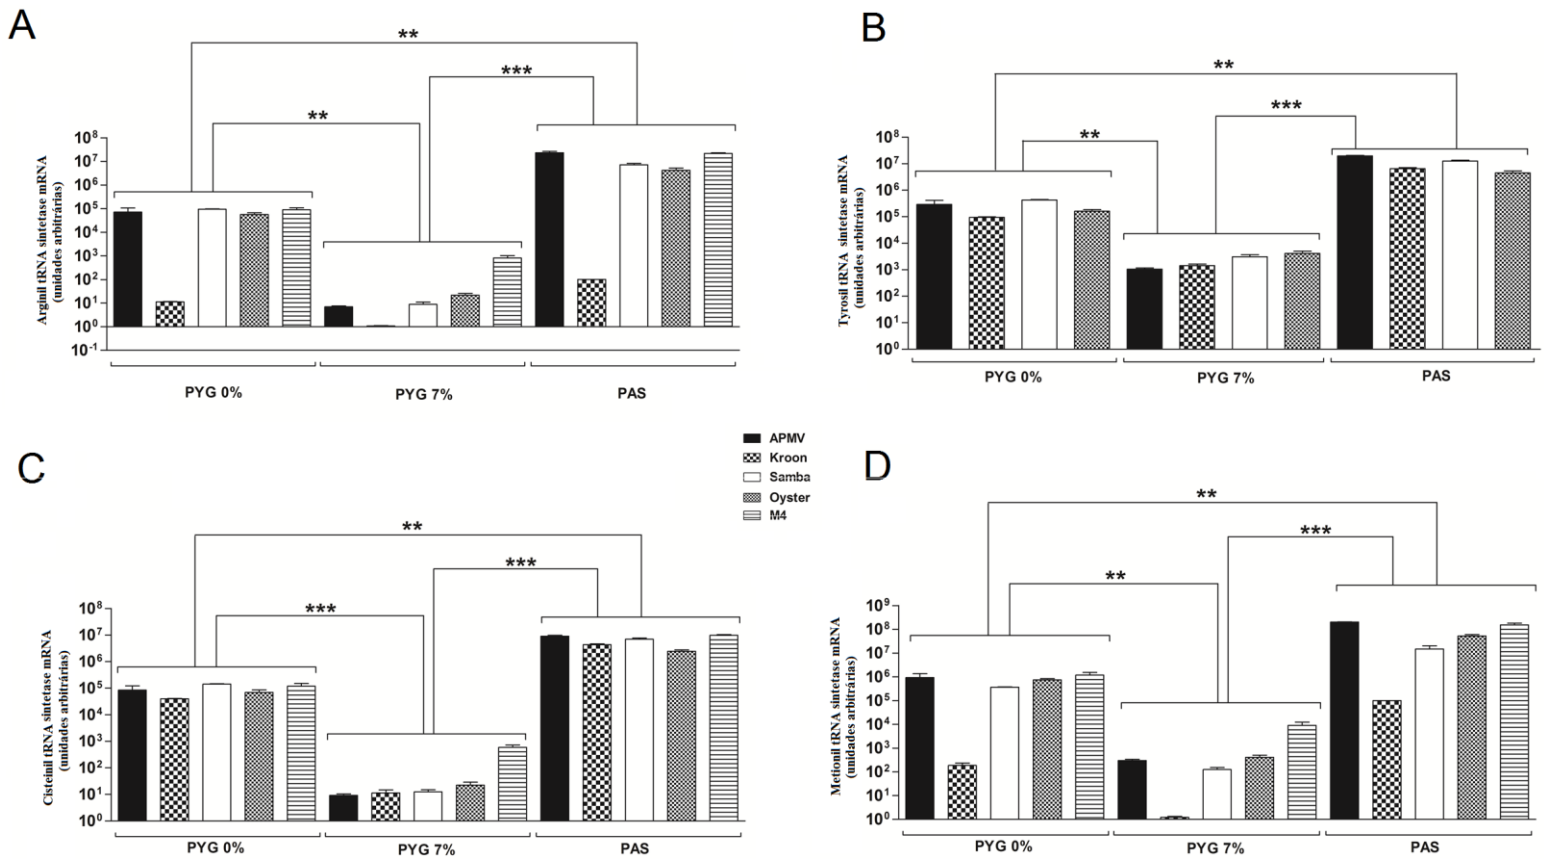 A
**
***
**
Arginil tRNA sintetase mRNA
(unidades arbitrárias)
10^8
10^7
10^6
10^5
10^4
10^3
10^2
10^1
10^0
10^-1
PYG 0%
PYG 7%
PAS
B
**
***
**
Tyrosil tRNA sintetase mRNA
(unidades arbitrárias)
10^8
10^7
10^6
10^5
10^4
10^3
10^2
10^1
10^0
PYG 0%
PYG 7%
PAS
APMV
Kroon
Samba
Oyster
M4
C
**
***
***
Cisteinil tRNA sintetase mRNA
(unidades arbitrárias)
10^8
10^7
10^6
10^5
10^4
10^3
10^2
10^1
10^0
PYG 0%
PYG 7%
PAS
D
**
***
**
Metionil tRNA sintetase mRNA
(unidades arbitrárias)
10^9
10^8
10^7
10^6
10^5
10^4
10^3
10^2
10^1
10^0
PYG 0%
PYG 7%
PAS